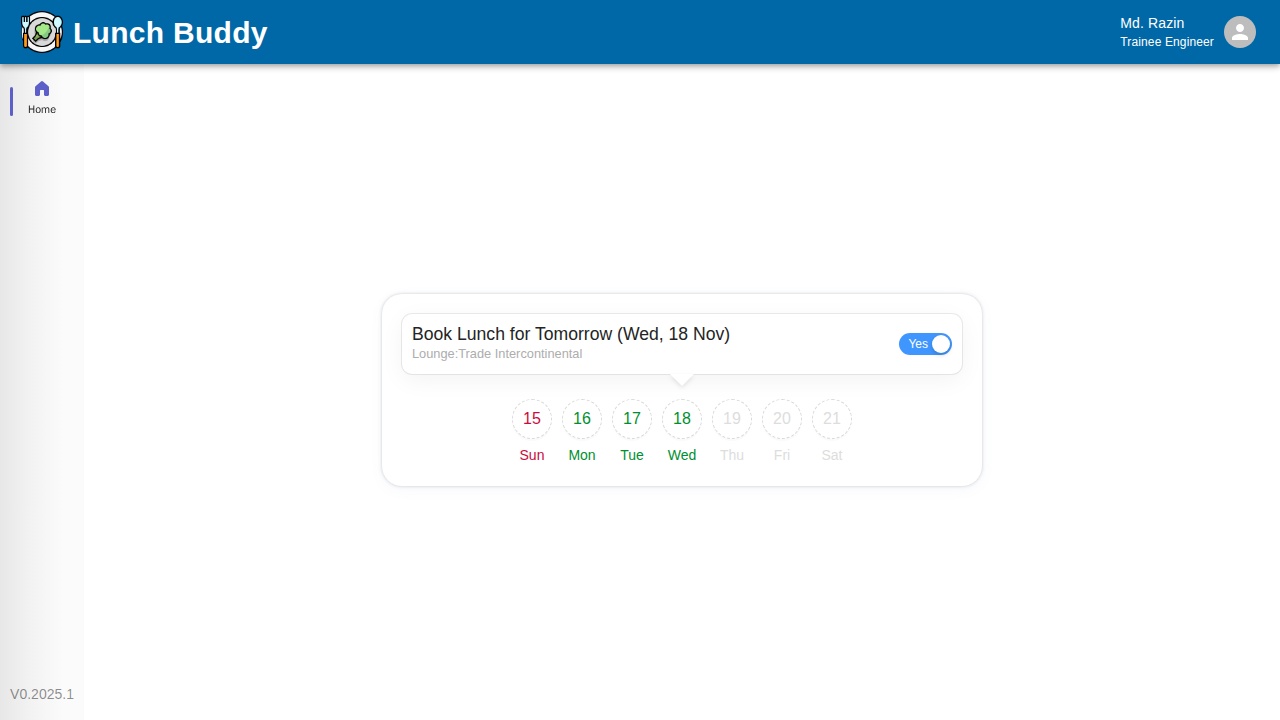 Lunch Buddy
Md. Razin
Trainee Engineer
Home
Book Lunch for Tomorrow (Wed, 18 Nov)
Lounge:Trade Intercontinental
Yes
15 16 17 18 19 20 21
Sun Mon Tue Wed Thu Fri Sat
V0.2025.1